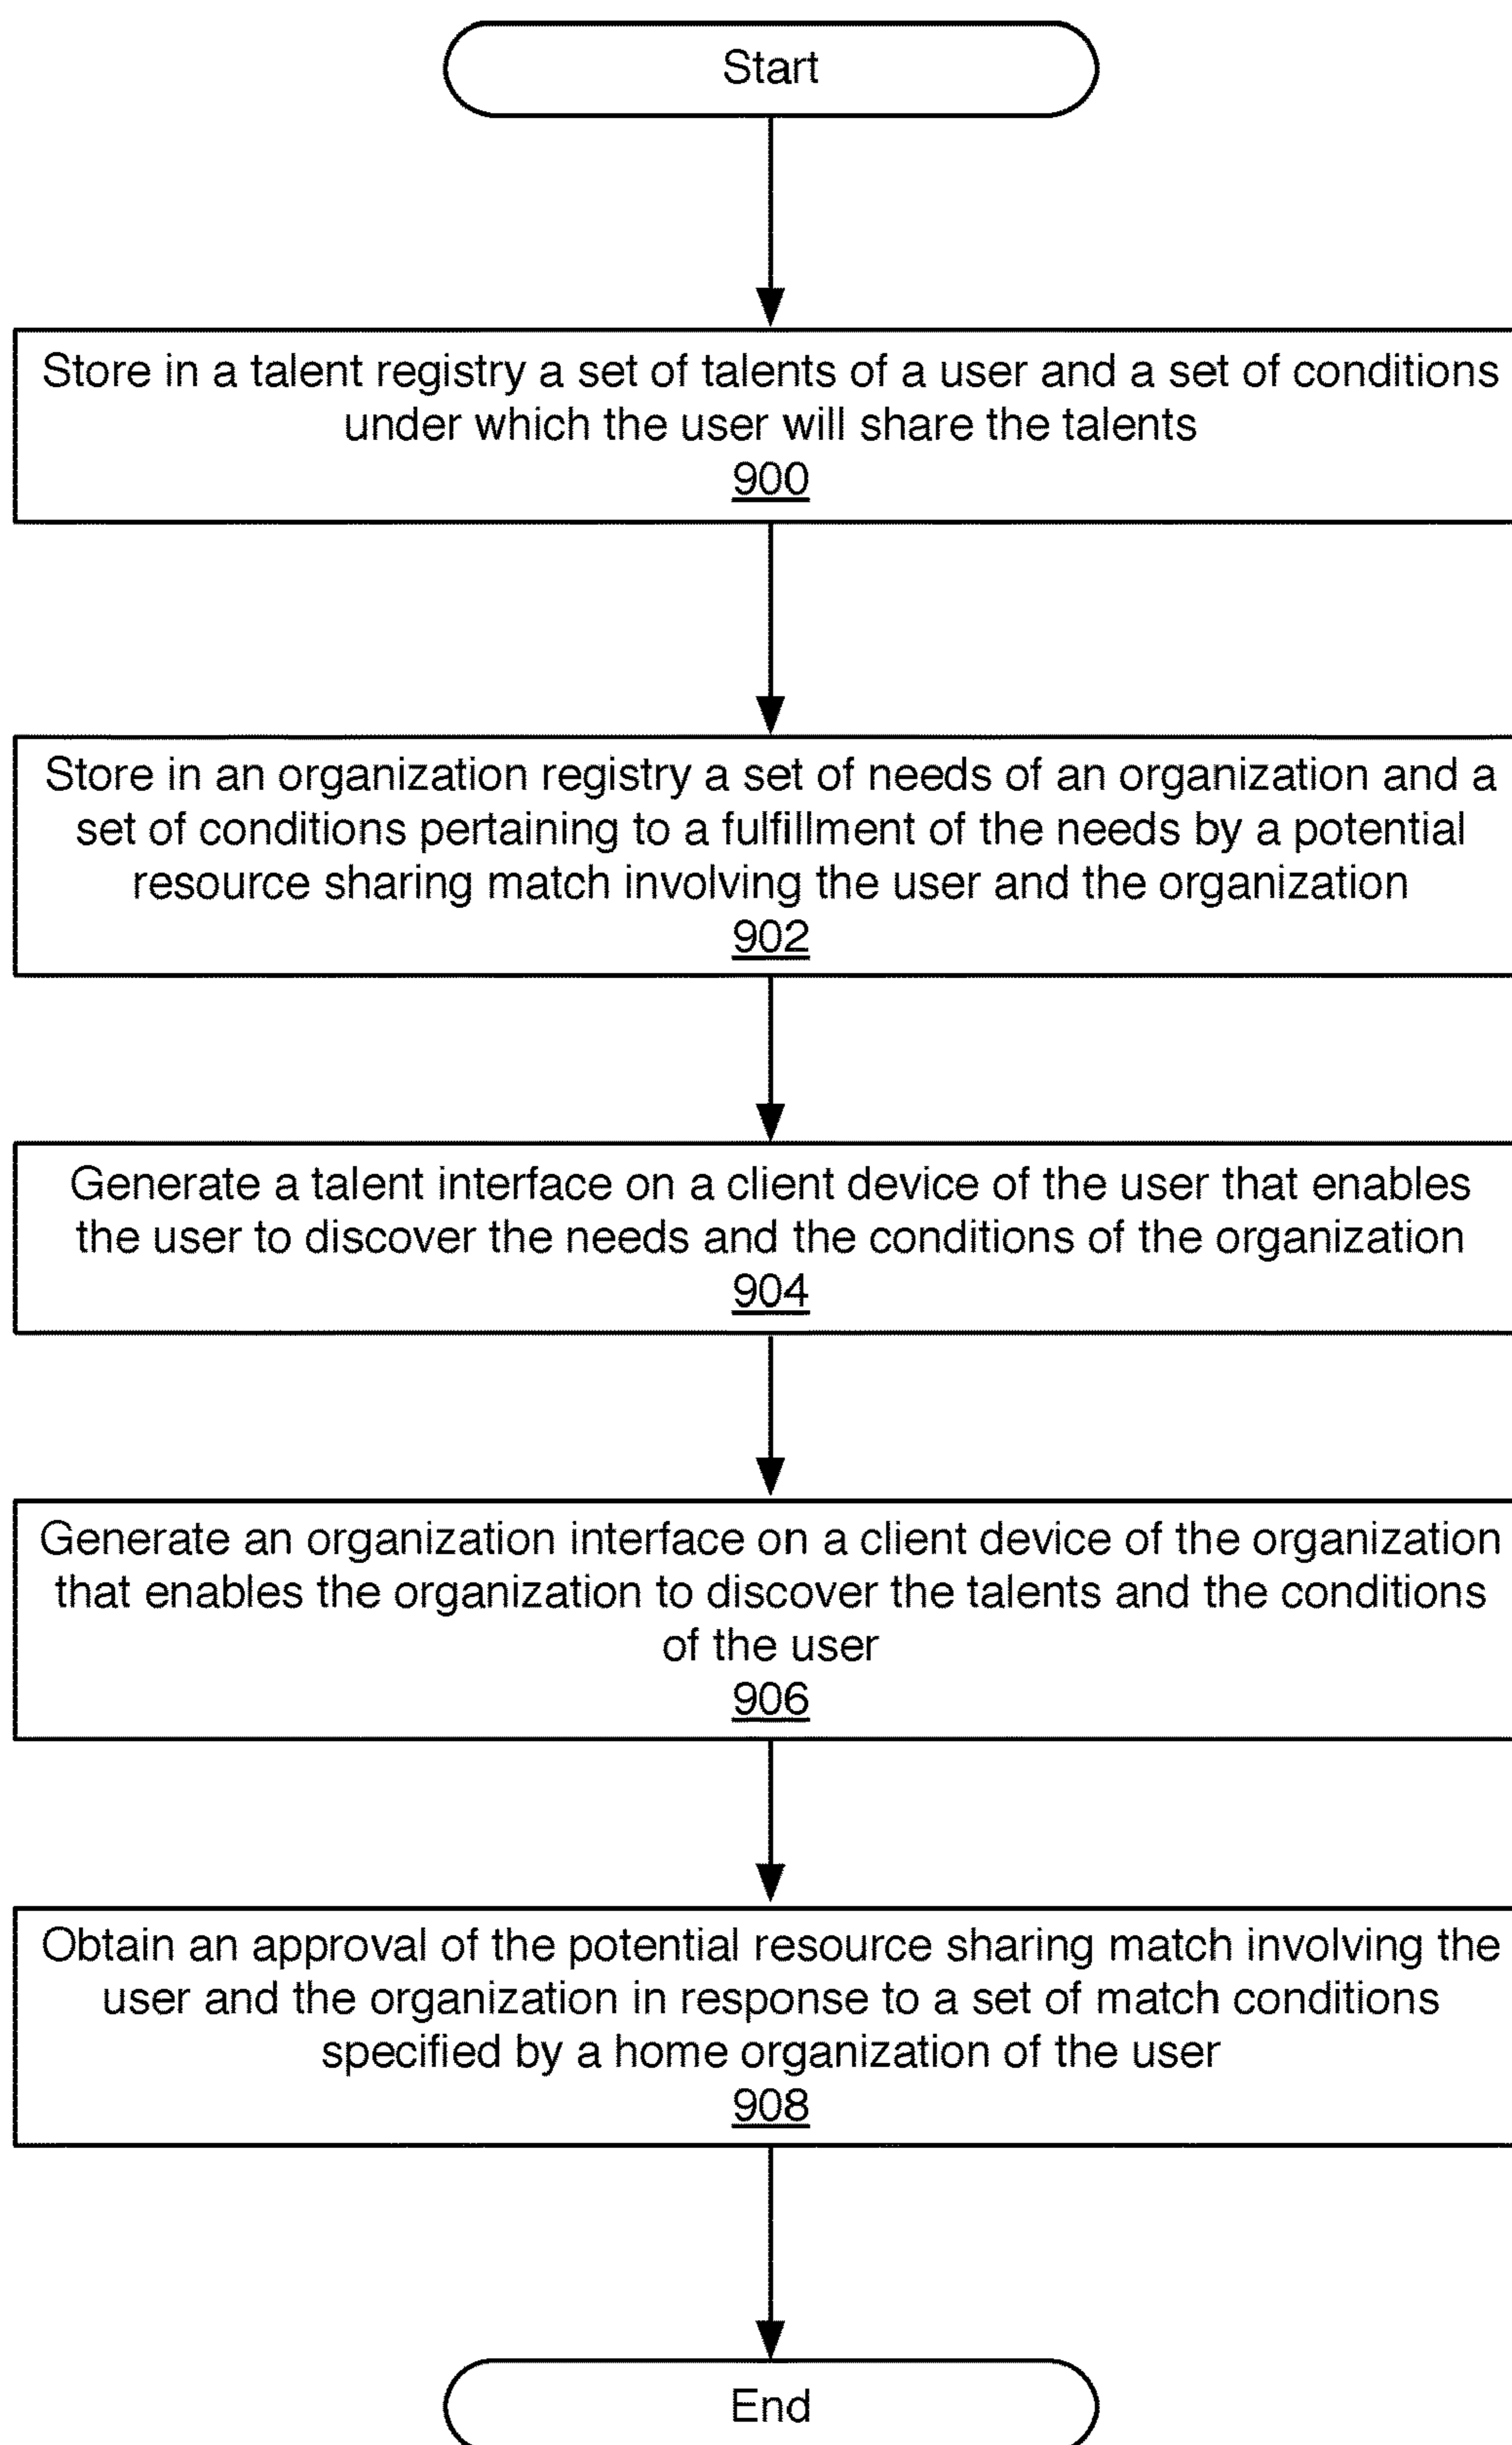 Start
Store in a talent registry a set of talents of a user and a set of conditions
under which the user will share the talents
900
Store in an organization registry a set of needs of an organization and a
set of conditions pertaining to a fulfillment of the needs by a potential
resource sharing match involving the user and the organization
902
Generate a talent interface on a client device of the user that enables
the user to discover the needs and the conditions of the organization
904
Generate an organization interface on a client device of the organization
that enables the organization to discover the talents and the conditions
of the user
906
Obtain an approval of the potential resource sharing match involving the
user and the organization in response to a set of match conditions
specified by a home organization of the user
908
End